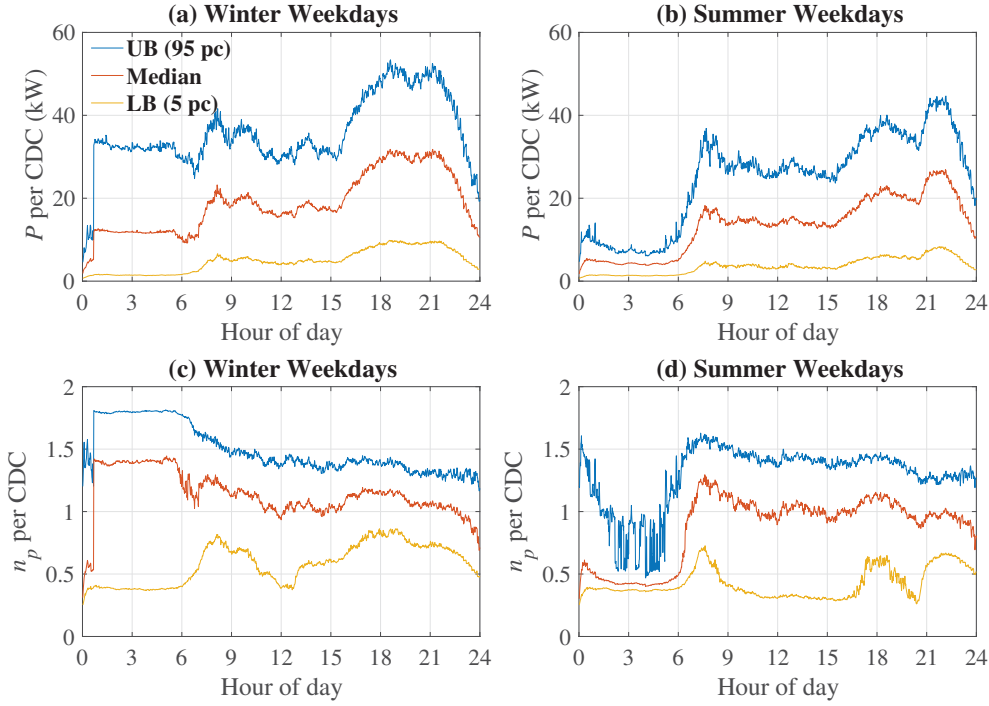 (a) Winter Weekdays
(b) Summer Weekdays
UB (95 pc)
Median
LB (5 pc)
P per CDC (kW)
60
40
20
0
0 3 6 9 12 15 18 21 24
Hour of day
P per CDC (kW)
60
40
20
0
0 3 6 9 12 15 18 21 24
Hour of day
(c) Winter Weekdays
(d) Summer Weekdays
n_p per CDC
2
1.5
1
0.5
0
0 3 6 9 12 15 18 21 24
Hour of day
n_p per CDC
2
1.5
1
0.5
0
0 3 6 9 12 15 18 21 24
Hour of day